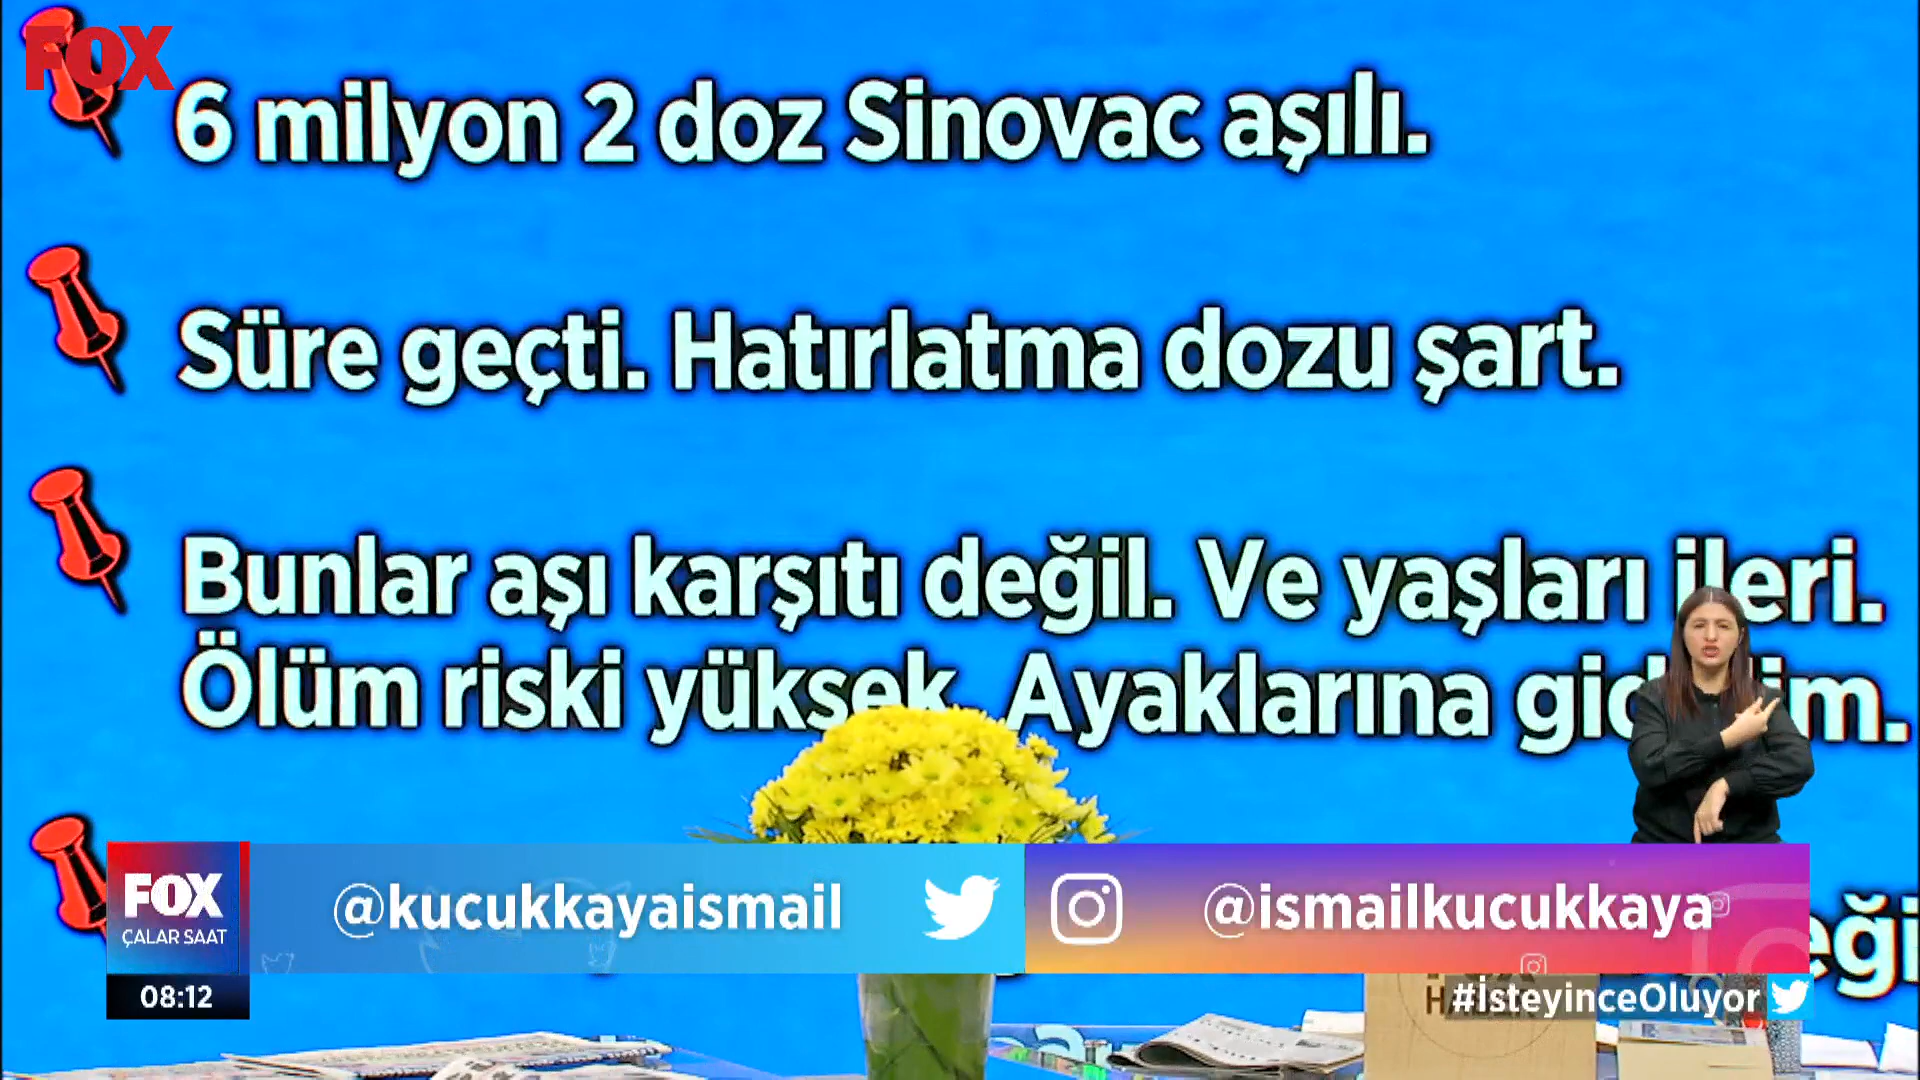 FOX
6 milyon 2 doz Sinovac aşılı.
Süre geçti. Hatırlatma dozu şart.
Bunlar aşı karşıtı değil. Ve yaşları ileri.
Ölüm riski yüksek. Ayaklarına gidelim.
FOX
ÇALAR SAAT
@kucukkayaismail
@ismailkucukkaya
08:12
#İsteyinceOluyor